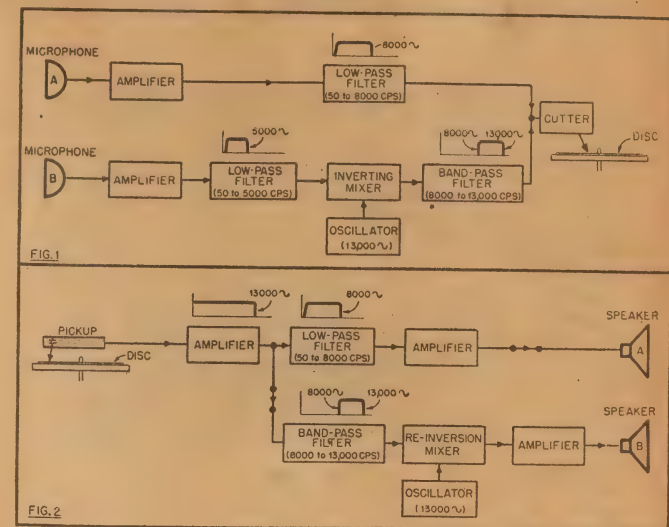 8000~
MICROPHONE
A
AMPLIFIER
LOW-PASS
FILTER
(50 to 8000 CPS)
CUTTER
DISC
5000~
8000~
13000~
MICROPHONE
B
AMPLIFIER
LOW-PASS
FILTER
(50 to 5000 CPS)
INVERTING
MIXER
BAND-PASS
FILTER
(8000 to 13,000 CPS)
OSCILLATOR
(13,000~)
FIG.1
13000~
8000~
SPEAKER
PICKUP
DISC
AMPLIFIER
LOW-PASS
FILTER
(50 to 8000 CPS)
AMPLIFIER
A
8000~
13,000~
SPEAKER
BAND-PASS
FILTER
(8000 to 13,000 CPS)
RE-INVERSION
MIXER
AMPLIFIER
B
OSCILLATOR
(13000~)
FIG.2